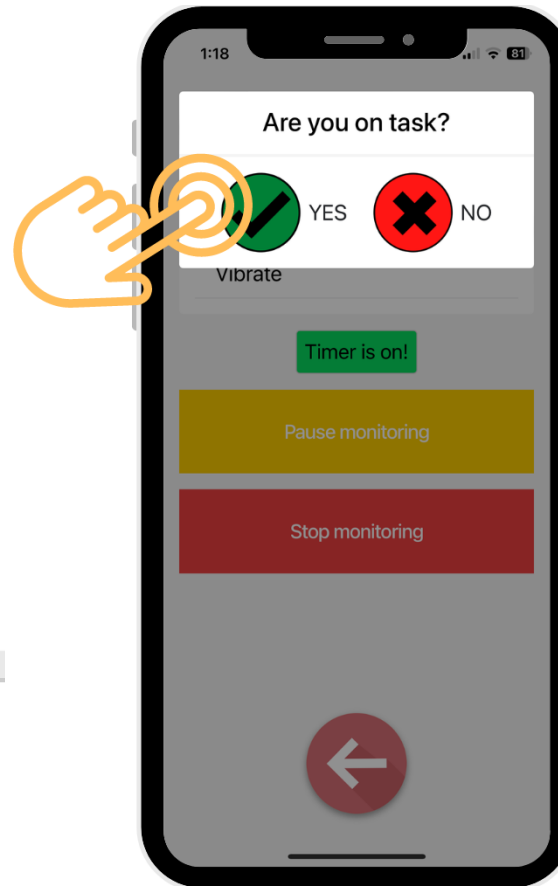 1:18
81
Are you on task?
YES
NO
Vibrate
Timer is on!
Pause monitoring
Stop monitoring